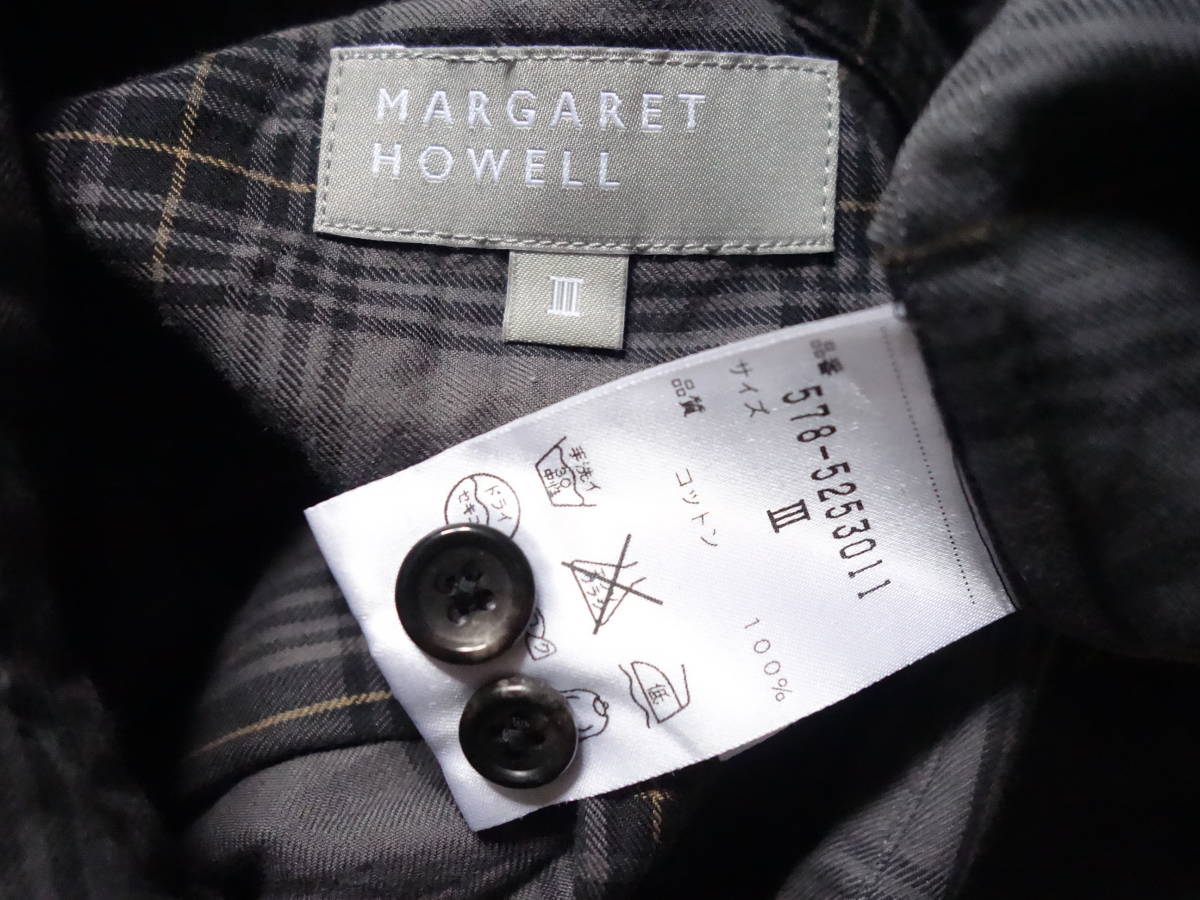 MARGARET
HOWELL
III
品番 578-5253011
サイズ III
品質 コットン 100%
手洗イ
30
中性
ドライ
セキユ
低